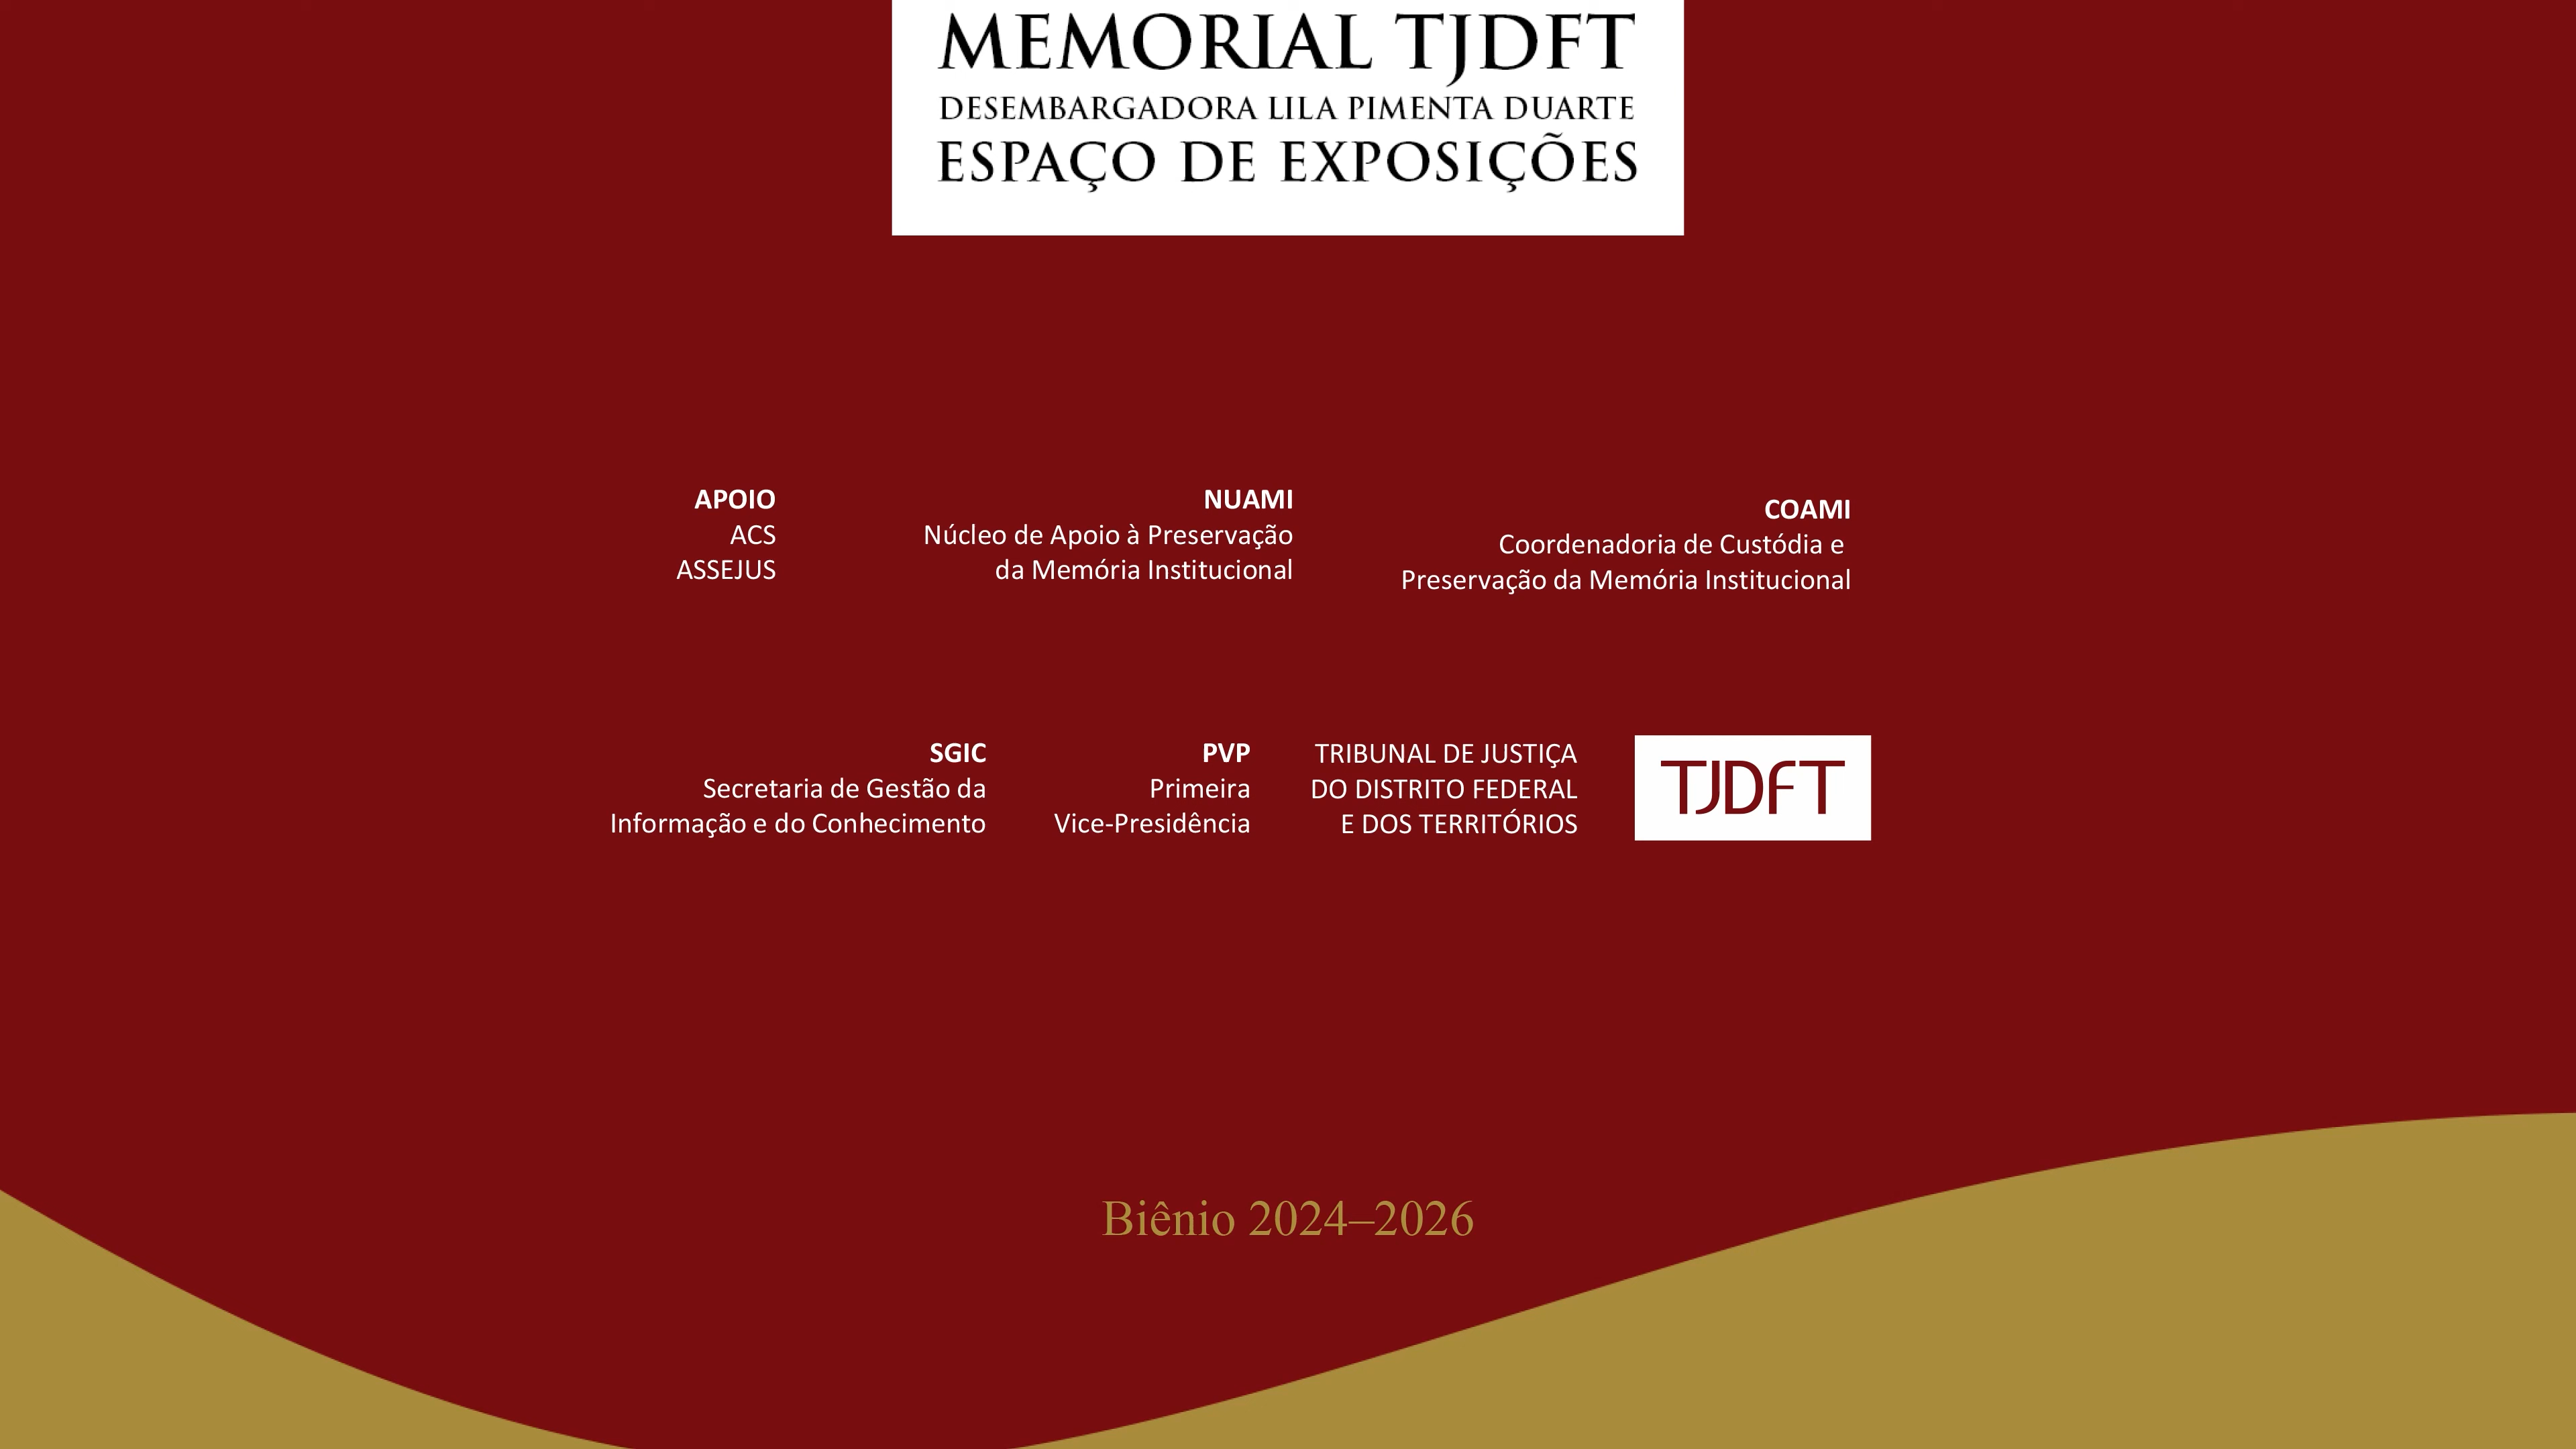 MEMORIAL TJDFT
DESEMBARGADORA LILA PIMENTA DUARTE
ESPAÇO DE EXPOSIÇÕES
APOIO
ACS
ASSEJUS
NUAMI
Núcleo de Apoio à Preservação
da Memória Institucional
COAMI
Coordenadoria de Custódia e
Preservação da Memória Institucional
SGIC
Secretaria de Gestão da
Informação e do Conhecimento
PVP
Primeira
Vice-Presidência
TRIBUNAL DE JUSTIÇA
DO DISTRITO FEDERAL
E DOS TERRITÓRIOS
TJDFT
Biênio 2024–2026